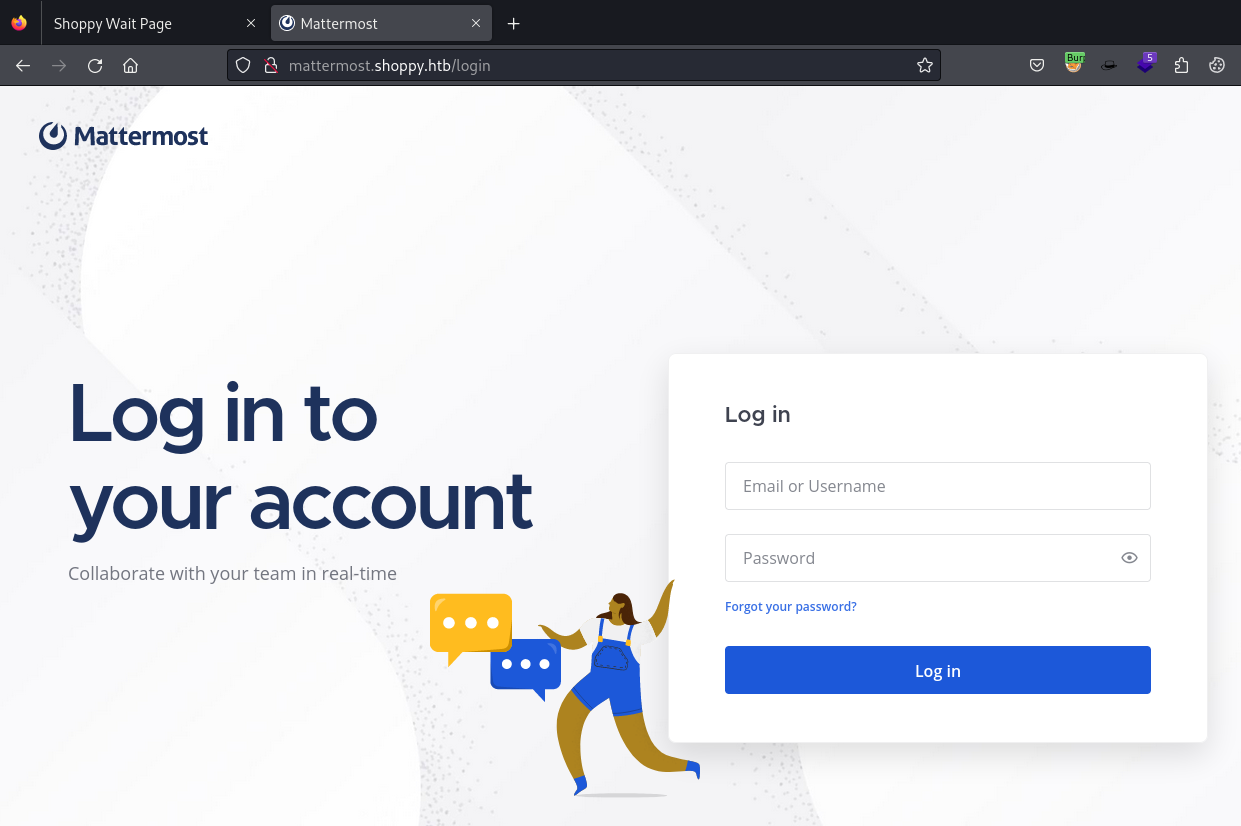 Shoppy Wait Page
Mattermost
mattermost.shoppy.htb/login
5
Mattermost
Log in to
your account
Collaborate with your team in real-time
Log in
Email or Username
Password
Forgot your password?
Log in